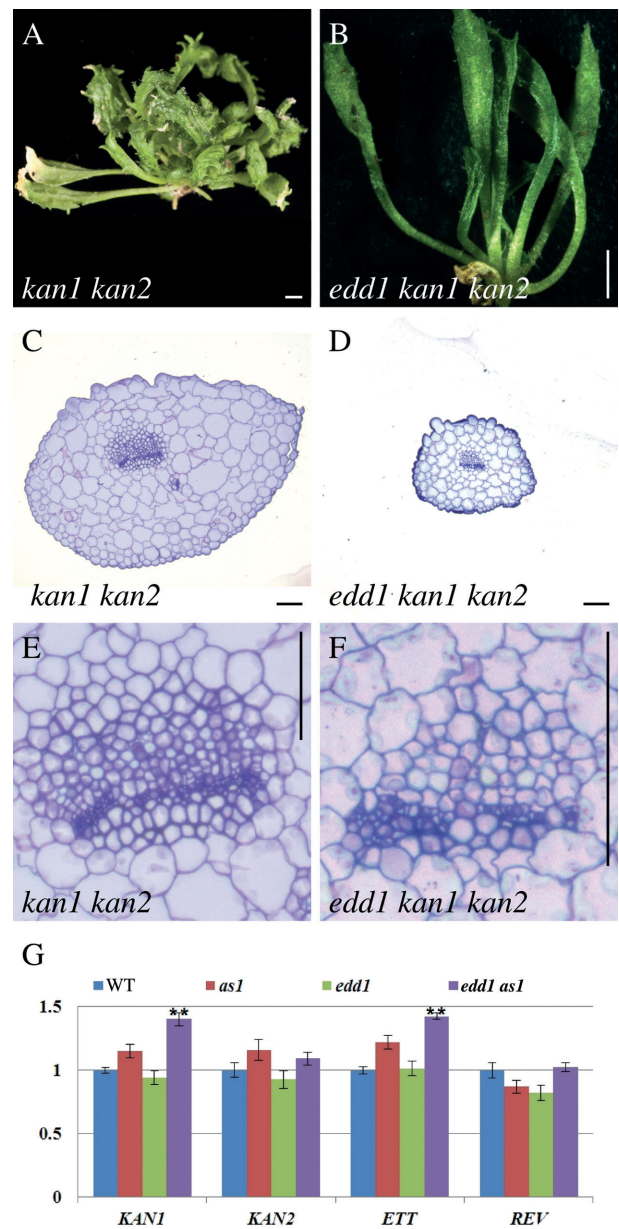 A
B
kan1 kan2
edd1 kan1 kan2
C
D
kan1 kan2
edd1 kan1 kan2
E
F
kan1 kan2
edd1 kan1 kan2
G
WT as1 edd1 edd1 as1
1.5
1
0.5
0
** **
KAN1 KAN2 ETT REV